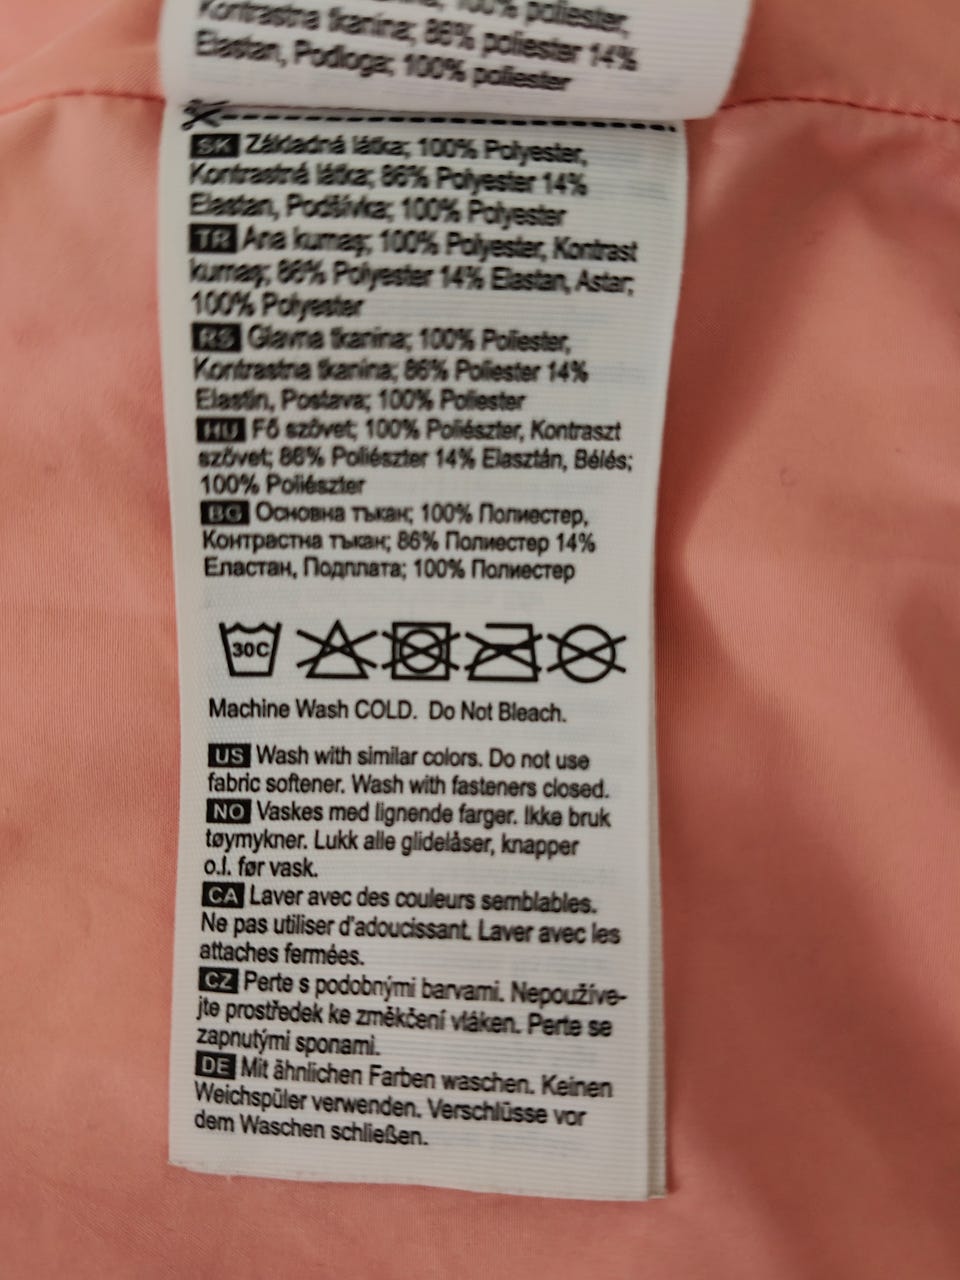 100% poliester,
Kontrastna tkanina; 86% poliester 14%
Elastan, Podloga: 100% poliester
SK Základná látka; 100% Polyester,
Kontrastná látka; 86% Polyester 14%
Elastan, Podšívka; 100% Polyester
TR Ana kumaş; 100% Polyester, Kontrast
kumaş; 86% Polyester 14% Elastan, Astar;
100% Polyester
RS Glavna tkanina; 100% Poliester,
Kontrastna tkanina; 86% Poliester 14%
Elastin, Postava; 100% Poliester
HU Fő szövet; 100% Poliészter, Kontraszt
szövet; 86% Poliészter 14% Elasztán, Bélés;
100% Poliészter
BG Основна тъкан; 100% Полиестер,
Контрастна тъкан; 86% Полиестер 14%
Еластан, Подплата; 100% Полиестер
30C
Machine Wash COLD. Do Not Bleach.
US Wash with similar colors. Do not use
fabric softener. Wash with fasteners closed.
NO Vaskes med lignende farger. Ikke bruk
tøymykner. Lukk alle glidelåser, knapper
o.l. før vask.
CA Laver avec des couleurs semblables.
Ne pas utiliser d'adoucissant. Laver avec les
attaches fermées.
CZ Perte s podobnými barvami. Nepoužíve-
jte prostředek ke změkčení vláken. Perte se
zapnutými sponami.
DE Mit ähnlichen Farben waschen. Keinen
Weichspüler verwenden. Verschlüsse vor
dem Waschen schließen.